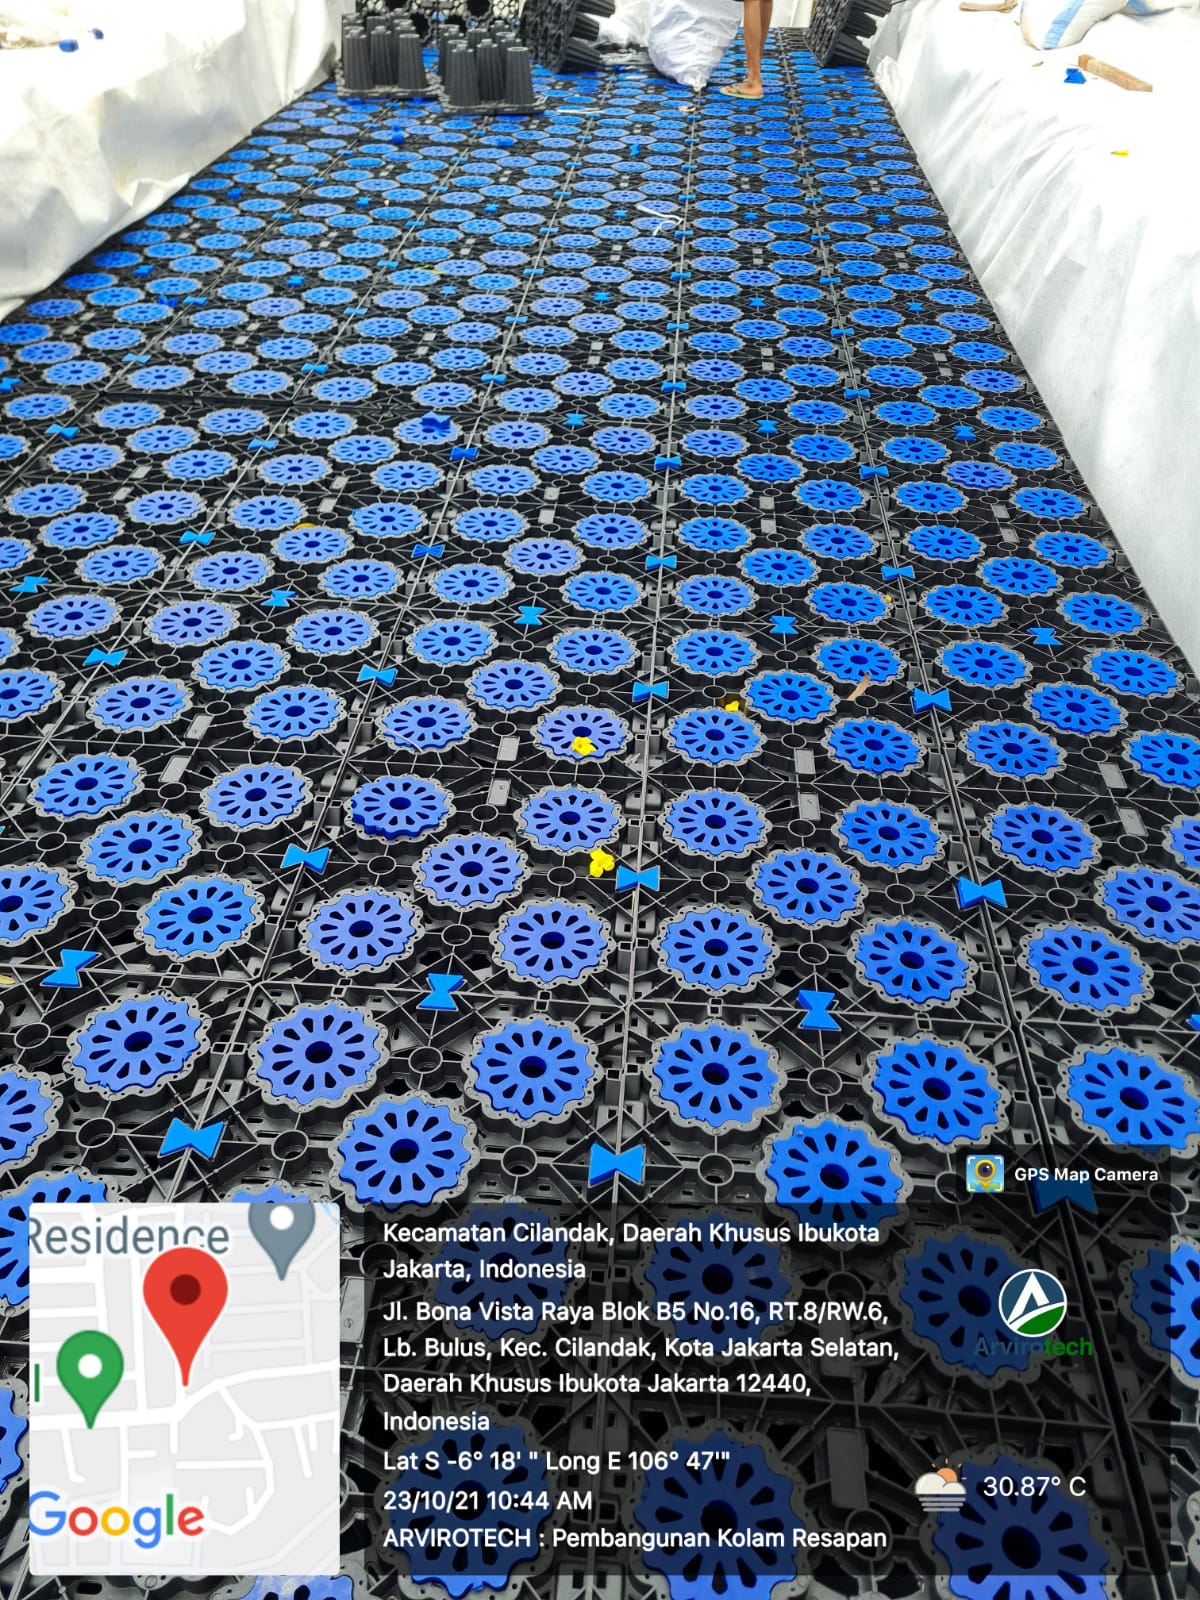 GPS Map Camera
Residence
Google
Kecamatan Cilandak, Daerah Khusus Ibukota
Jakarta, Indonesia
Jl. Bona Vista Raya Blok B5 No.16, RT.8/RW.6,
Lb. Bulus, Kec. Cilandak, Kota Jakarta Selatan,
Daerah Khusus Ibukota Jakarta 12440,
Indonesia
Lat S -6° 18' " Long E 106° 47'"
23/10/21 10:44 AM
ARVIROTECH : Pembangunan Kolam Resapan
Arvirotech
30.87° C